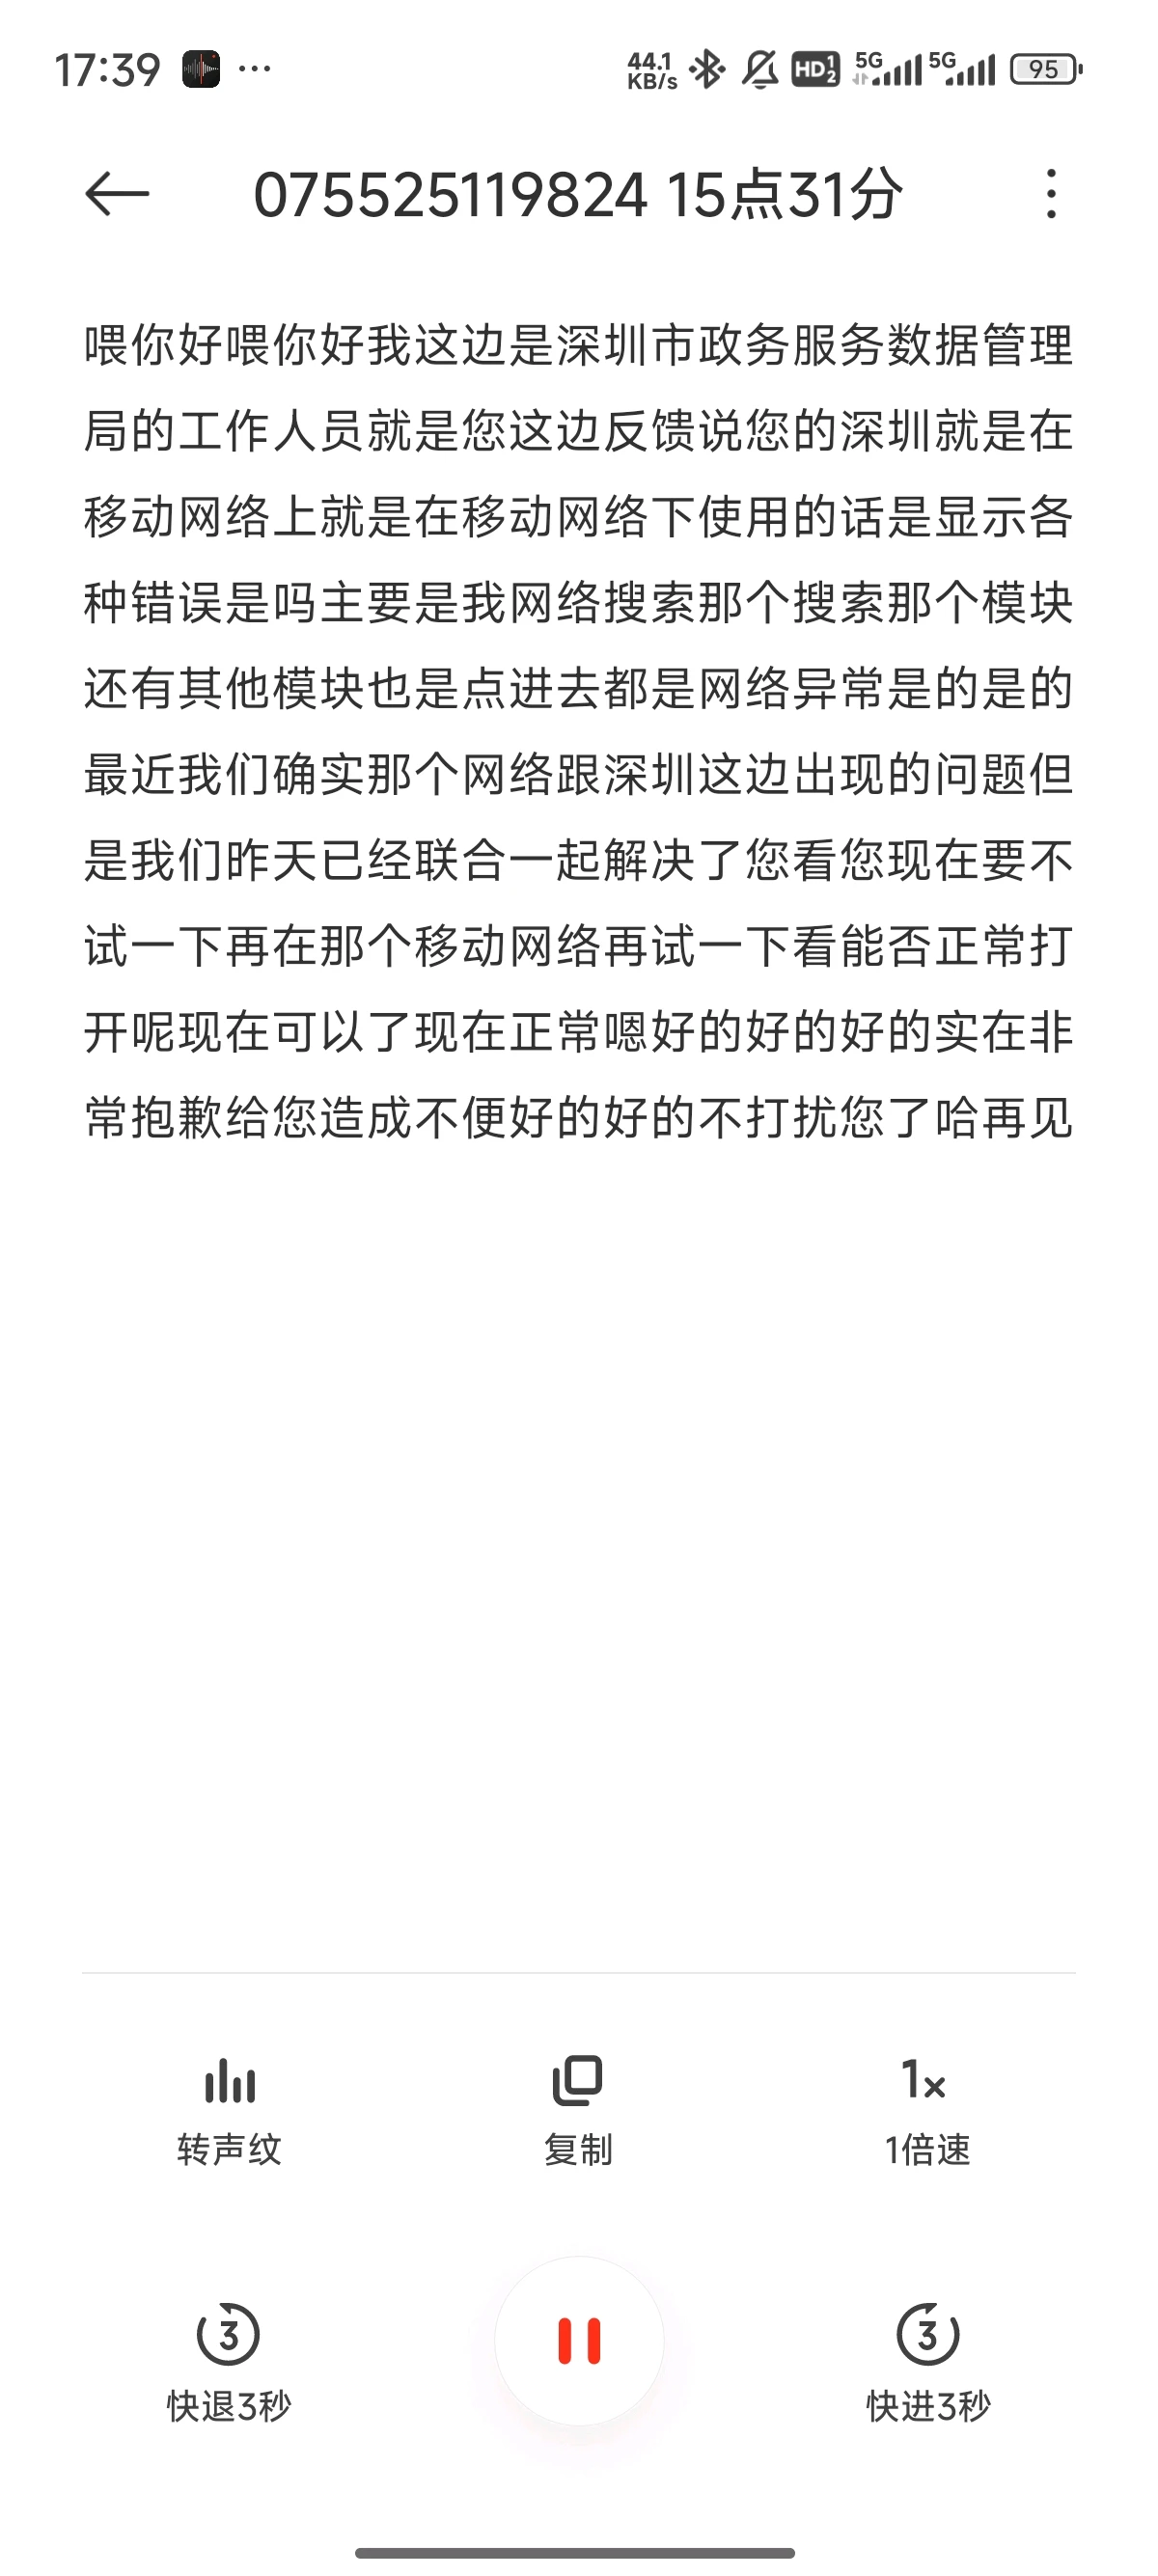 17:39 ... 44.1 KB/s HD 1 2 5G 5G 95
075525119824 15点31分
喂你好喂你好我这边是深圳市政务服务数据管理
局的工作人员就是您这边反馈说您的深圳就是在
移动网络上就是在移动网络下使用的话是显示各
种错误是吗主要是我网络搜索那个搜索那个模块
还有其他模块也是点进去都是网络异常是的是的
最近我们确实那个网络跟深圳这边出现的问题但
是我们昨天已经联合一起解决了您看您现在要不
试一下再在那个移动网络再试一下看能否正常打
开呢现在可以了现在正常嗯好的好的好的实在非
常抱歉给您造成不便好的好的不打扰您了哈再见
转声纹 复制 1x 1倍速
3 快退3秒 3 快进3秒